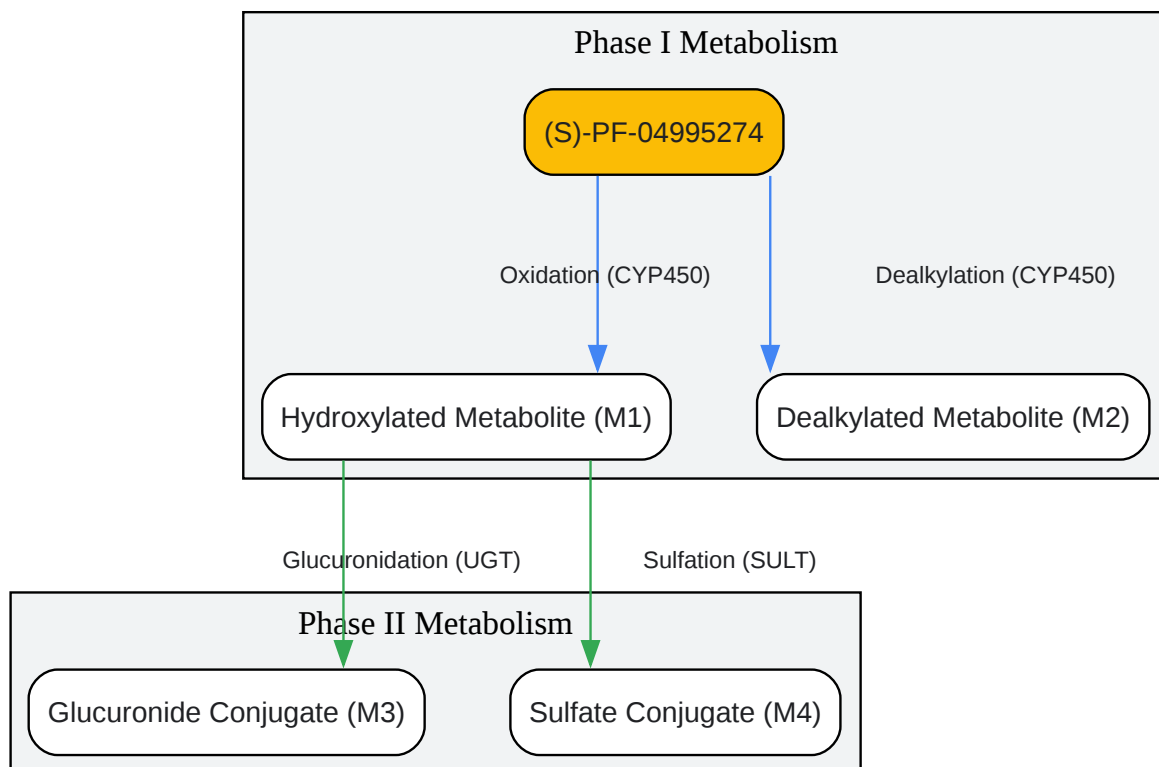 Phase I Metabolism
(S)-PF-04995274
Oxidation (CYP450)
Dealkylation (CYP450)
Hydroxylated Metabolite (M1)
Dealkylated Metabolite (M2)
Glucuronidation (UGT)
Sulfation (SULT)
Phase II Metabolism
Glucuronide Conjugate (M3)
Sulfate Conjugate (M4)